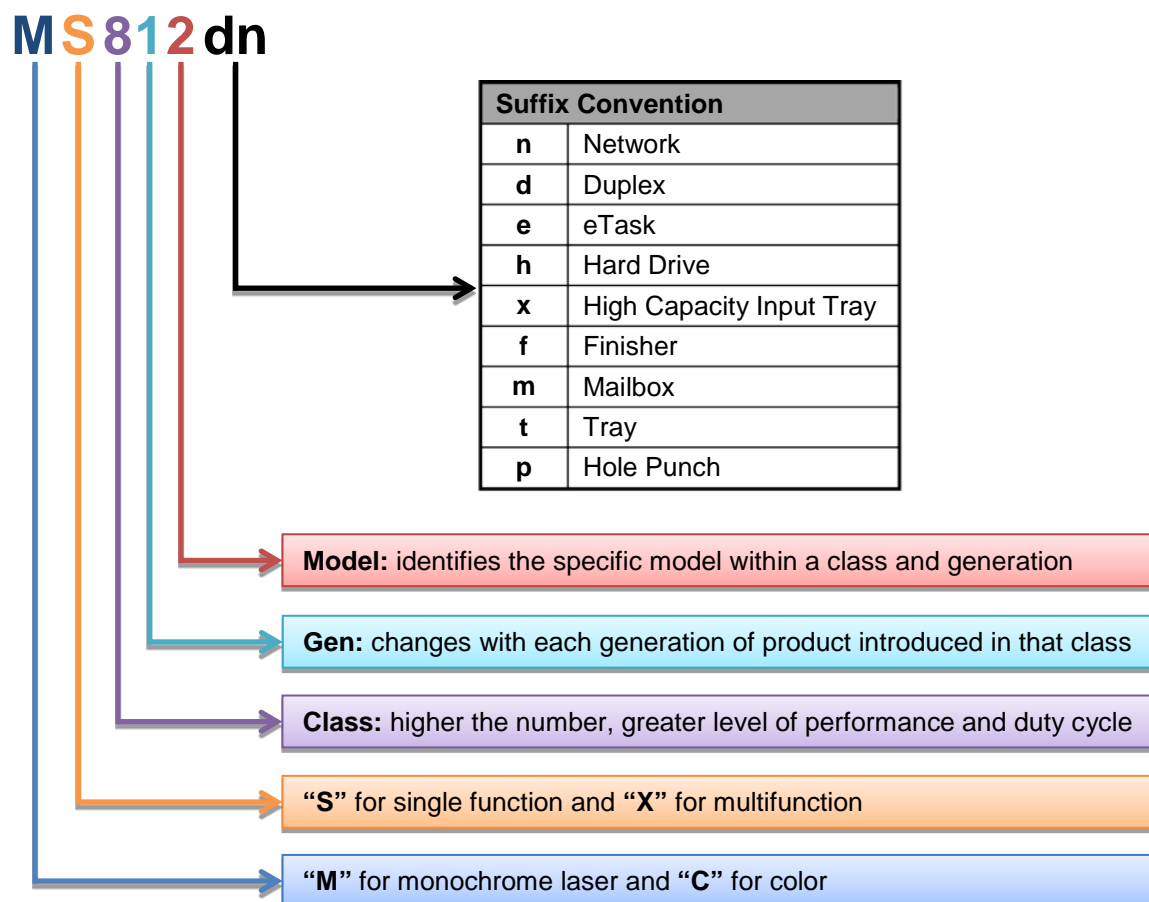 MS812dn
Suffix Convention
n Network
d Duplex
e eTask
h Hard Drive
x High Capacity Input Tray
f Finisher
m Mailbox
t Tray
p Hole Punch
Model: identifies the specific model within a class and generation
Gen: changes with each generation of product introduced in that class
Class: higher the number, greater level of performance and duty cycle
“S” for single function and “X” for multifunction
“M” for monochrome laser and “C” for color